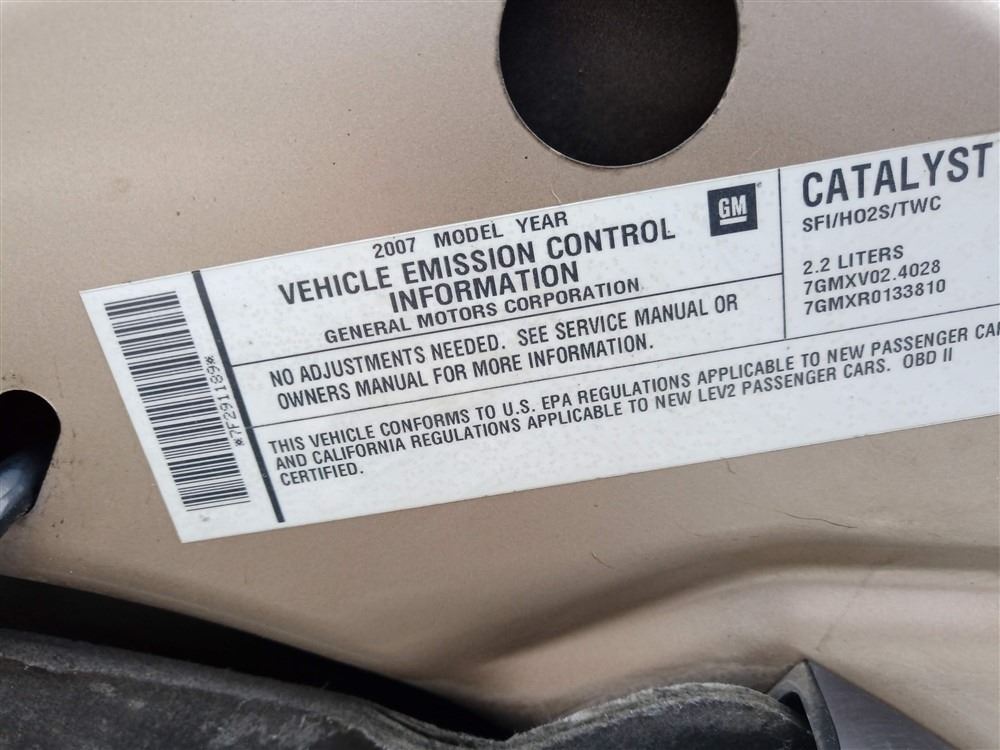 2007 MODEL YEAR
VEHICLE EMISSION CONTROL
INFORMATION
GENERAL MOTORS CORPORATION
GM
CATALYST
SFI/HO2S/TWC
2.2 LITERS
7GMXV02.4028
7GMXR0133810
NO ADJUSTMENTS NEEDED. SEE SERVICE MANUAL OR
OWNERS MANUAL FOR MORE INFORMATION.
THIS VEHICLE CONFORMS TO U.S. EPA REGULATIONS APPLICABLE TO NEW PASSENGER
AND CALIFORNIA REGULATIONS APPLICABLE TO NEW LEV2 PASSENGER CARS. OBD II
CERTIFIED.
*7F291189*